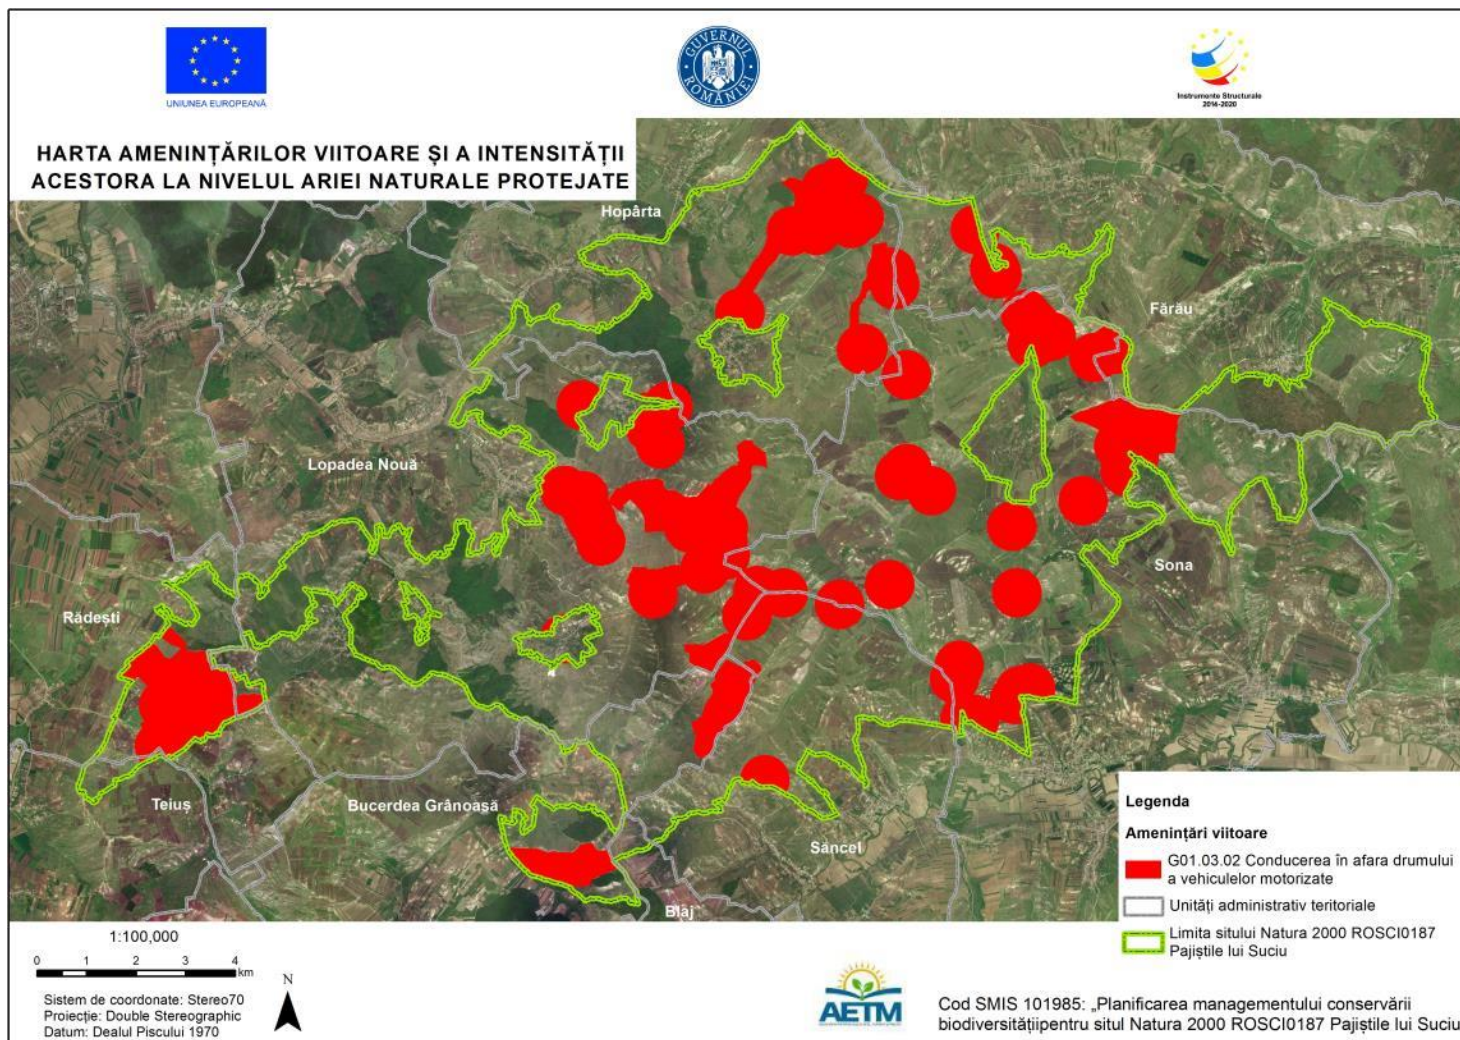 UNIUNEA EUROPEANĂ
GUVERNUL ROMÂNIEI
Instrumente Structurale
2014-2020
HARTA AMENINȚĂRILOR VIITOARE ȘI A INTENSITĂȚII
ACESTORA LA NIVELUL ARIEI NATURALE PROTEJATE
Hopârta
Fărău
Lopadea Nouă
Sona
Rădești
Teiuș
Bucerdea Grânoașă
Sâncel
Blaj
Legenda
Amenințări viitoare
G01.03.02 Conducerea în afara drumului
a vehiculelor motorizate
Unități administrativ teritoriale
Limita sitului Natura 2000 ROSCI0187
Pajiștile lui Suciu
1:100,000
0 1 2 3 4
km
N
Sistem de coordonate: Stereo70
Proiecție: Double Stereographic
Datum: Dealul Piscului 1970
AETM
Cod SMIS 101985: „Planificarea managementului conservării
biodiversitățiipentru situl Natura 2000 ROSCI0187 Pajiștile lui Suciu